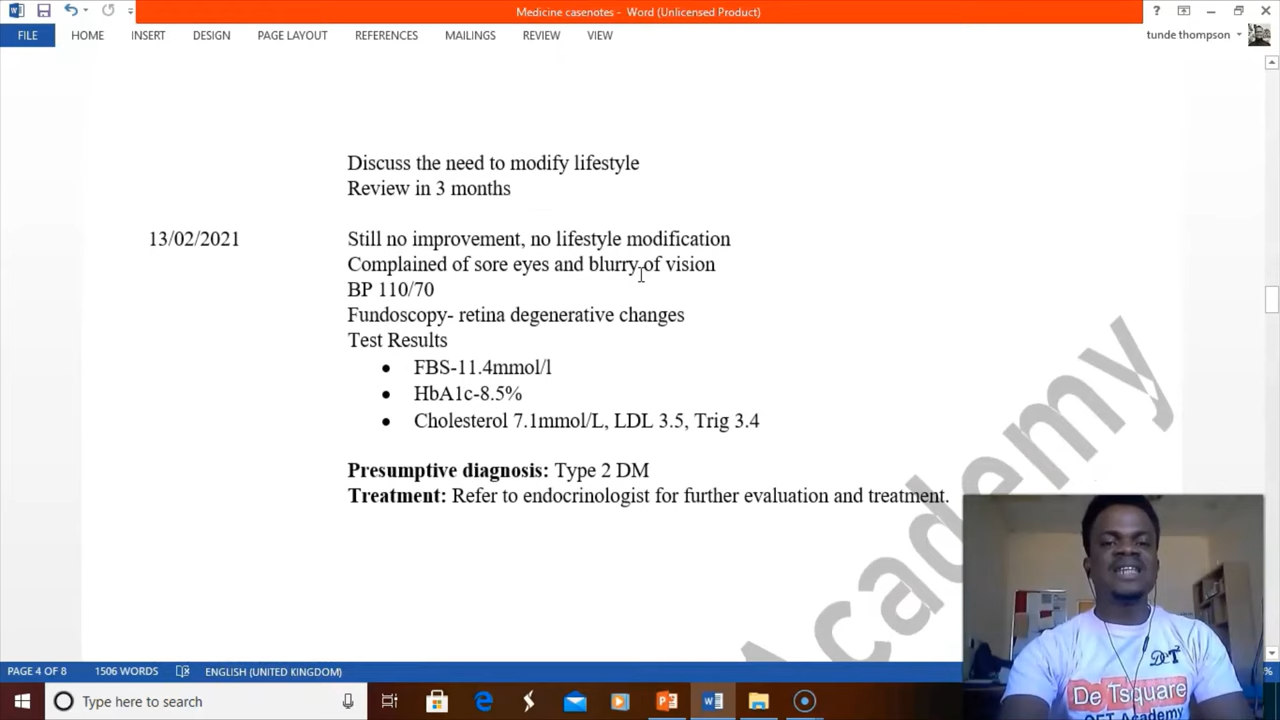 Medicine casenotes - Word (Unlicensed Product)
FILE HOME INSERT DESIGN PAGE LAYOUT REFERENCES MAILINGS REVIEW VIEW tunde thompson
Discuss the need to modify lifestyle
Review in 3 months
13/02/2021 Still no improvement, no lifestyle modification
Complained of sore eyes and blurry of vision
BP 110/70
Fundoscopy- retina degenerative changes
Test Results
• FBS-11.4mmol/l
• HbA1c-8.5%
• Cholesterol 7.1mmol/L, LDL 3.5, Trig 3.4
Presumptive diagnosis: Type 2 DM
Treatment: Refer to endocrinologist for further evaluation and treatment.
Academy
DeT
De Tsquare
OET Academy
PAGE 4 OF 8 1506 WORDS ENGLISH (UNITED KINGDOM) %
Type here to search